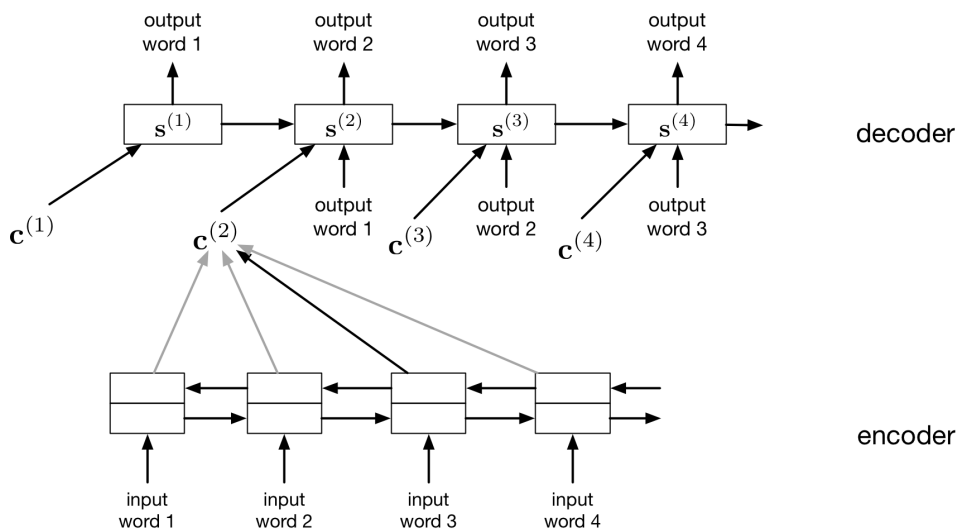 output word 1
output word 2
output word 3
output word 4
s^(1)
s^(2)
s^(3)
s^(4)
decoder
c^(1)
c^(2)
output word 1
c^(3)
output word 2
c^(4)
output word 3
encoder
input word 1
input word 2
input word 3
input word 4